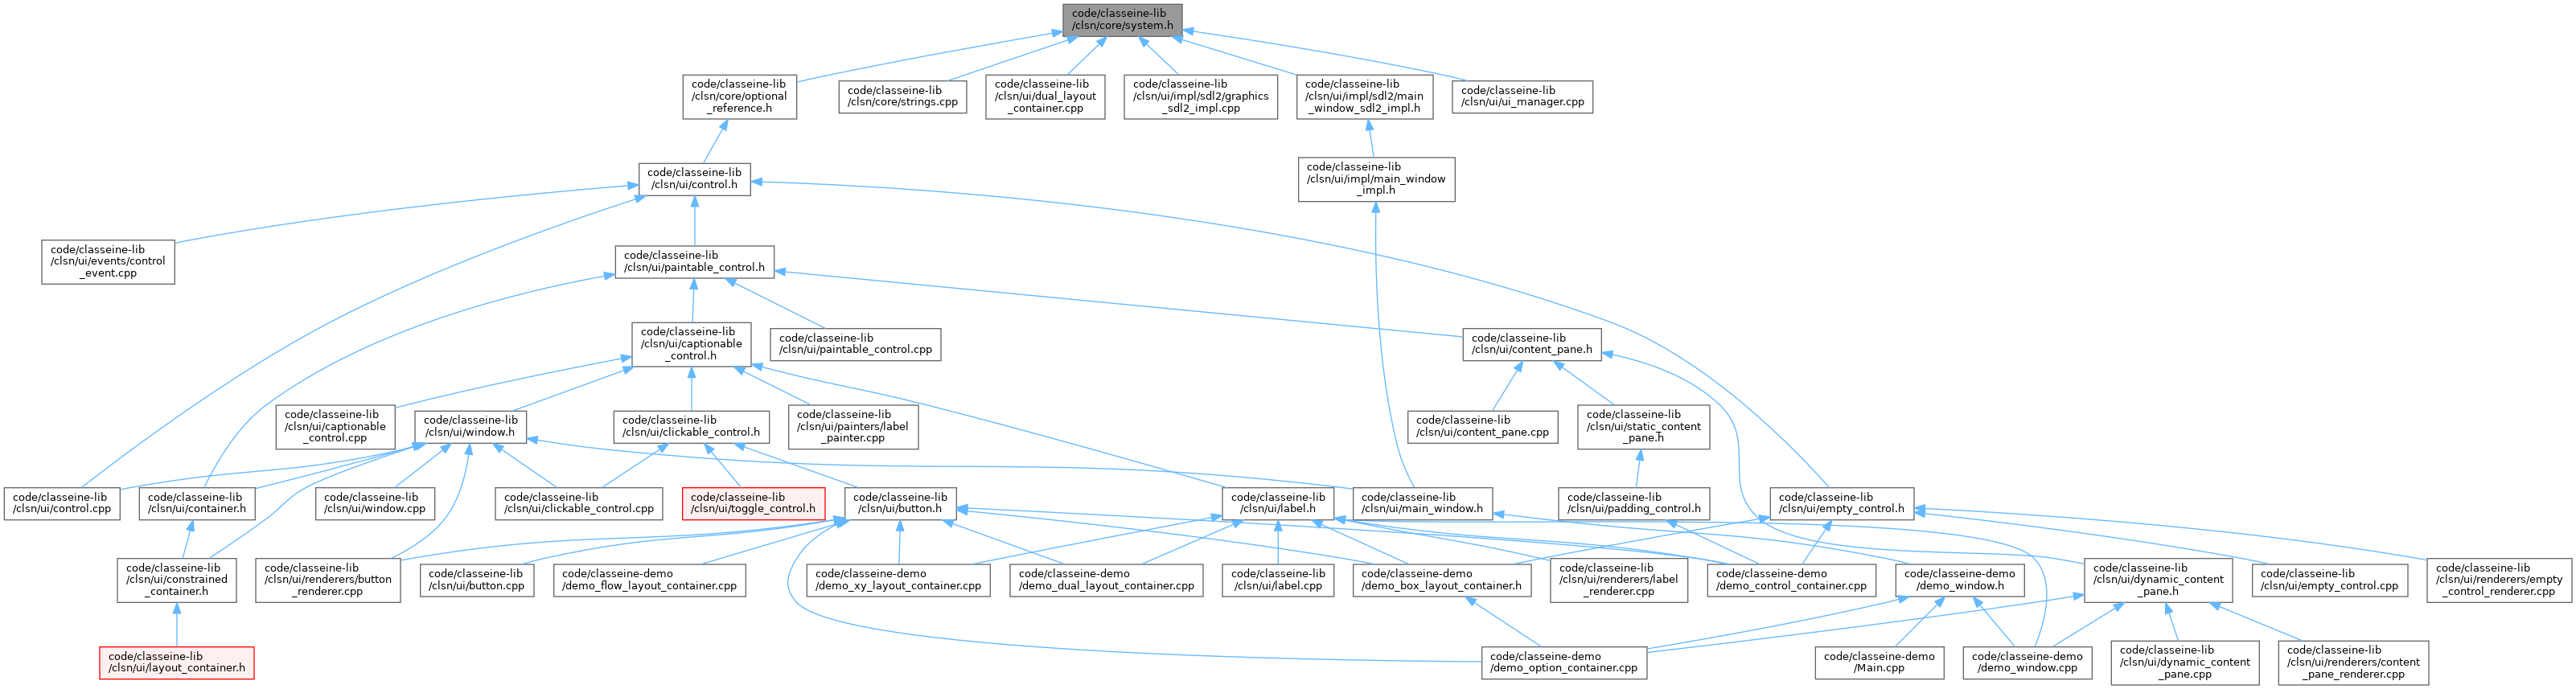 code/classeine-lib
/clsn/core/system.h
code/classeine-lib
/clsn/core/optional
_reference.h
code/classeine-lib
/clsn/core/strings.cpp
code/classeine-lib
/clsn/ui/dual_layout
_container.cpp
code/classeine-lib
/clsn/ui/impl/sdl2/graphics
_sdl2_impl.cpp
code/classeine-lib
/clsn/ui/impl/sdl2/main
_window_sdl2_impl.h
code/classeine-lib
/clsn/ui/ui_manager.cpp
code/classeine-lib
/clsn/ui/control.h
code/classeine-lib
/clsn/ui/impl/main_window
_impl.h
code/classeine-lib
/clsn/ui/events/control
_event.cpp
code/classeine-lib
/clsn/ui/paintable_control.h
code/classeine-lib
/clsn/ui/captionable
_control.h
code/classeine-lib
/clsn/ui/paintable_control.cpp
code/classeine-lib
/clsn/ui/content_pane.h
code/classeine-lib
/clsn/ui/captionable
_control.cpp
code/classeine-lib
/clsn/ui/window.h
code/classeine-lib
/clsn/ui/clickable_control.h
code/classeine-lib
/clsn/ui/painters/label
_painter.cpp
code/classeine-lib
/clsn/ui/content_pane.cpp
code/classeine-lib
/clsn/ui/static_content
_pane.h
code/classeine-lib
/clsn/ui/control.cpp
code/classeine-lib
/clsn/ui/container.h
code/classeine-lib
/clsn/ui/window.cpp
code/classeine-lib
/clsn/ui/clickable_control.cpp
code/classeine-lib
/clsn/ui/toggle_control.h
code/classeine-lib
/clsn/ui/button.h
code/classeine-lib
/clsn/ui/label.h
code/classeine-lib
/clsn/ui/main_window.h
code/classeine-lib
/clsn/ui/padding_control.h
code/classeine-lib
/clsn/ui/empty_control.h
code/classeine-lib
/clsn/ui/constrained
_container.h
code/classeine-lib
/clsn/ui/renderers/button
_renderer.cpp
code/classeine-lib
/clsn/ui/button.cpp
code/classeine-demo
/demo_flow_layout_container.cpp
code/classeine-demo
/demo_xy_layout_container.cpp
code/classeine-demo
/demo_dual_layout_container.cpp
code/classeine-lib
/clsn/ui/label.cpp
code/classeine-demo
/demo_box_layout_container.h
code/classeine-lib
/clsn/ui/renderers/label
_renderer.cpp
code/classeine-demo
/demo_control_container.cpp
code/classeine-demo
/demo_window.h
code/classeine-lib
/clsn/ui/dynamic_content
_pane.h
code/classeine-lib
/clsn/ui/empty_control.cpp
code/classeine-lib
/clsn/ui/renderers/empty
_control_renderer.cpp
code/classeine-lib
/clsn/ui/layout_container.h
code/classeine-demo
/demo_option_container.cpp
code/classeine-demo
/Main.cpp
code/classeine-demo
/demo_window.cpp
code/classeine-lib
/clsn/ui/dynamic_content
_pane.cpp
code/classeine-lib
/clsn/ui/renderers/content
_pane_renderer.cpp